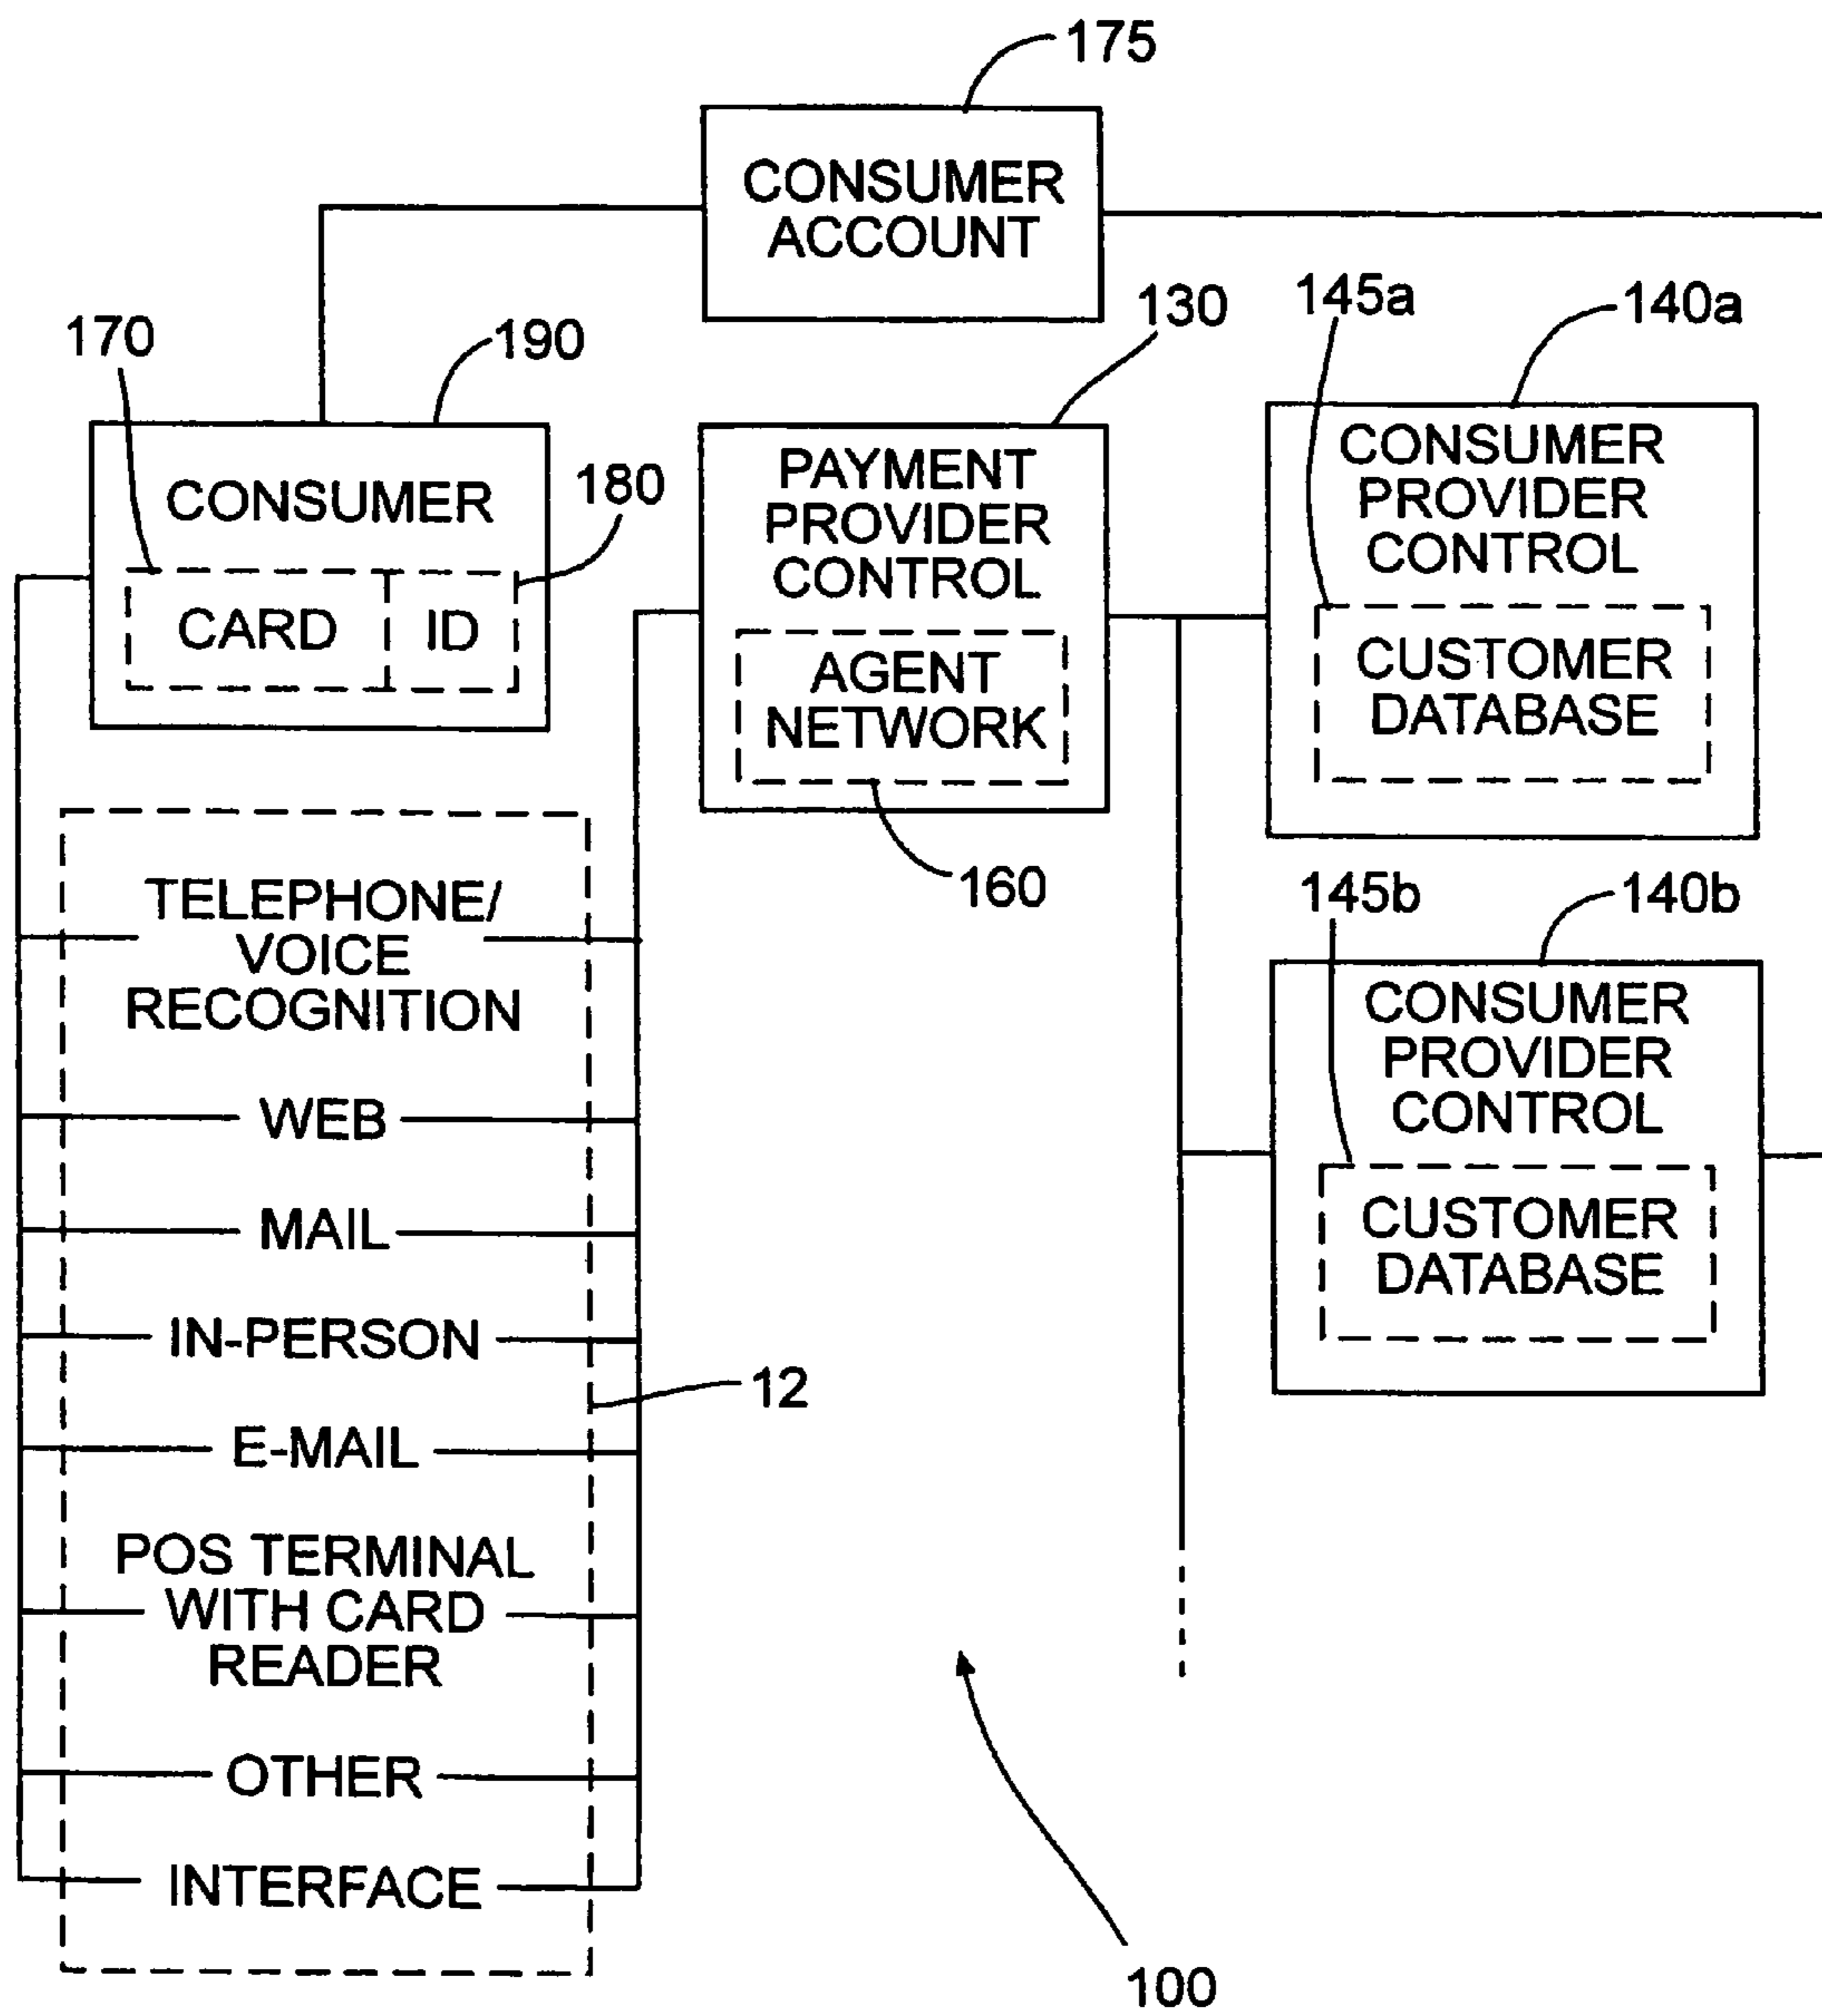 175
CONSUMER
ACCOUNT
130
145a
140a
170
190
CONSUMER
180
CARD
ID
PAYMENT
PROVIDER
CONTROL
AGENT
NETWORK
160
CONSUMER
PROVIDER
CONTROL
CUSTOMER
DATABASE
145b
140b
CONSUMER
PROVIDER
CONTROL
CUSTOMER
DATABASE
TELEPHONE/
VOICE
RECOGNITION
WEB
MAIL
IN-PERSON
12
E-MAIL
POS TERMINAL
WITH CARD
READER
OTHER
INTERFACE
100